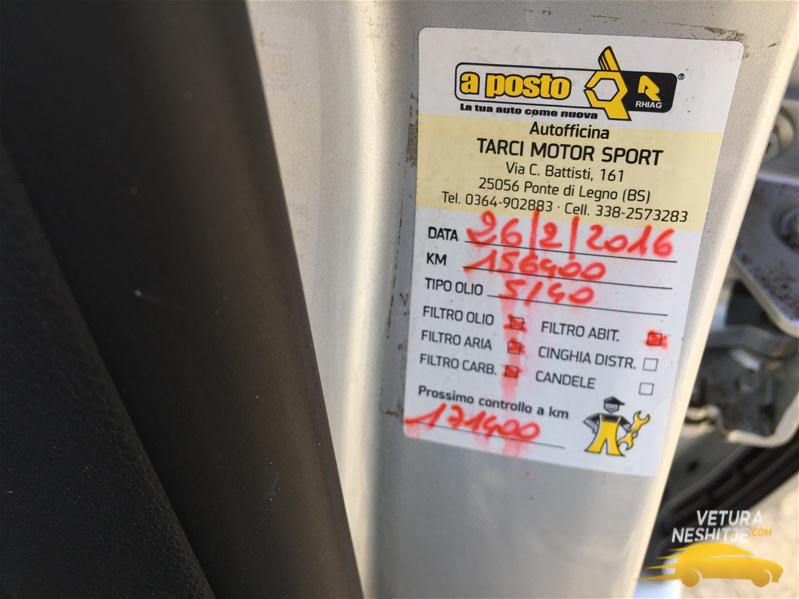 a posto
RHIAG
®
La tua auto come nuova
Autofficina
TARCI MOTOR SPORT
Via C. Battisti, 161
25056 Ponte di Legno (BS)
Tel. 0364-902883 · Cell. 338-2573283
DATA 26/2/2016
KM 156400
TIPO OLIO 5/40
FILTRO OLIO FILTRO ABIT.
FILTRO ARIA CINGHIA DISTR.
FILTRO CARB. CANDELE
Prossimo controllo a km
171400
VETURA
NESHITJE.COM